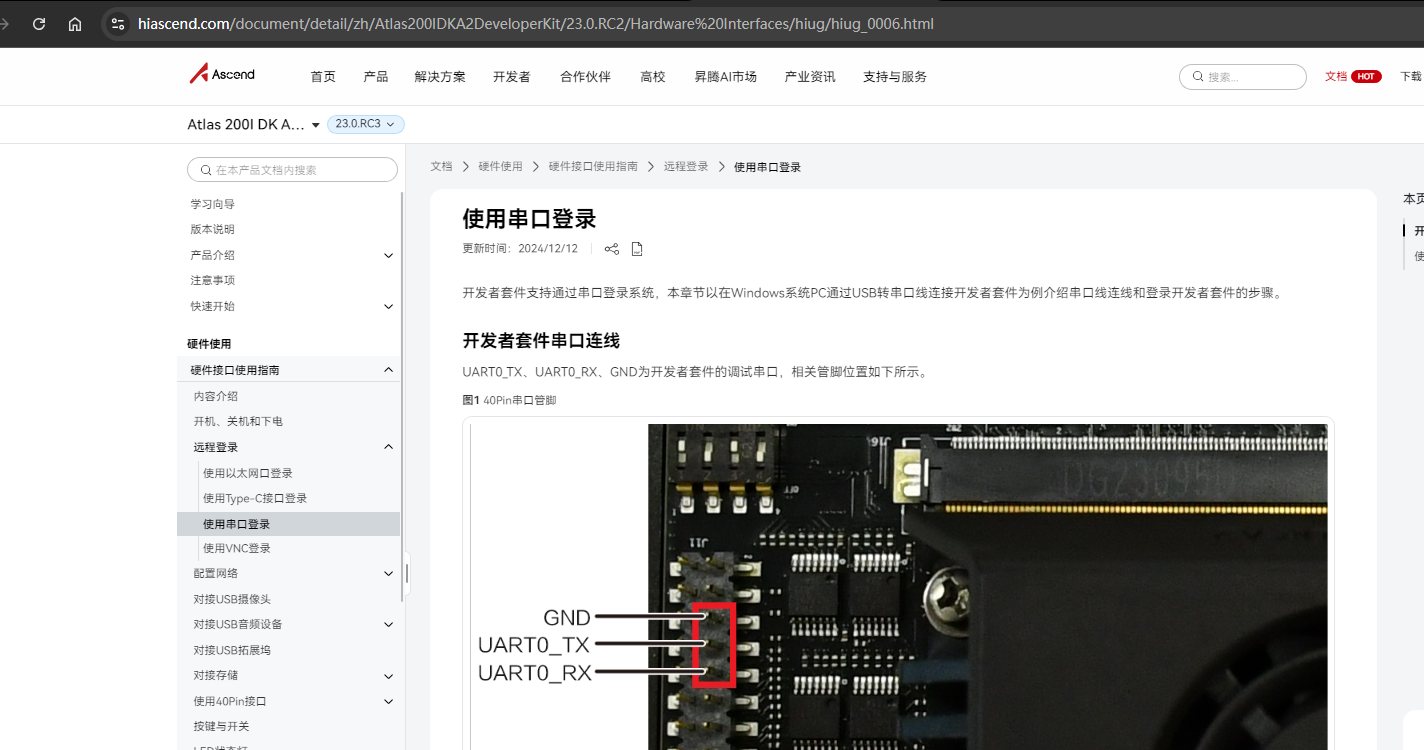 hiascend.com/document/detail/zh/Atlas200IDKA2DeveloperKit/23.0.RC2/Hardware%20Interfaces/hiug/hiug_0006.html
Ascend
首页 产品 解决方案 开发者 合作伙伴 高校 昇腾AI市场 产业资讯 支持与服务 搜索... 文档 HOT 下载
Atlas 200I DK A... 23.0.RC3
在本产品文档内搜索
学习向导
版本说明
产品介绍
注意事项
快速开始
硬件使用
硬件接口使用指南
内容介绍
开机、关机和下电
远程登录
使用以太网口登录
使用Type-C接口登录
使用串口登录
使用VNC登录
配置网络
对接USB摄像头
对接USB音频设备
对接USB拓展坞
对接存储
使用40Pin接口
按键与开关
LED状态灯
文档 硬件使用 硬件接口使用指南 远程登录 使用串口登录
使用串口登录
更新时间：2024/12/12
开发者套件支持通过串口登录系统，本章节以在Windows系统PC通过USB转串口线连接开发者套件为例介绍串口线连线和登录开发者套件的步骤。
开发者套件串口连线
UART0_TX、UART0_RX、GND为开发者套件的调试串口，相关管脚位置如下所示。
图1 40Pin串口管脚
J16
OFF
J11
GND
UART0_TX
UART0_RX
本页
开
使